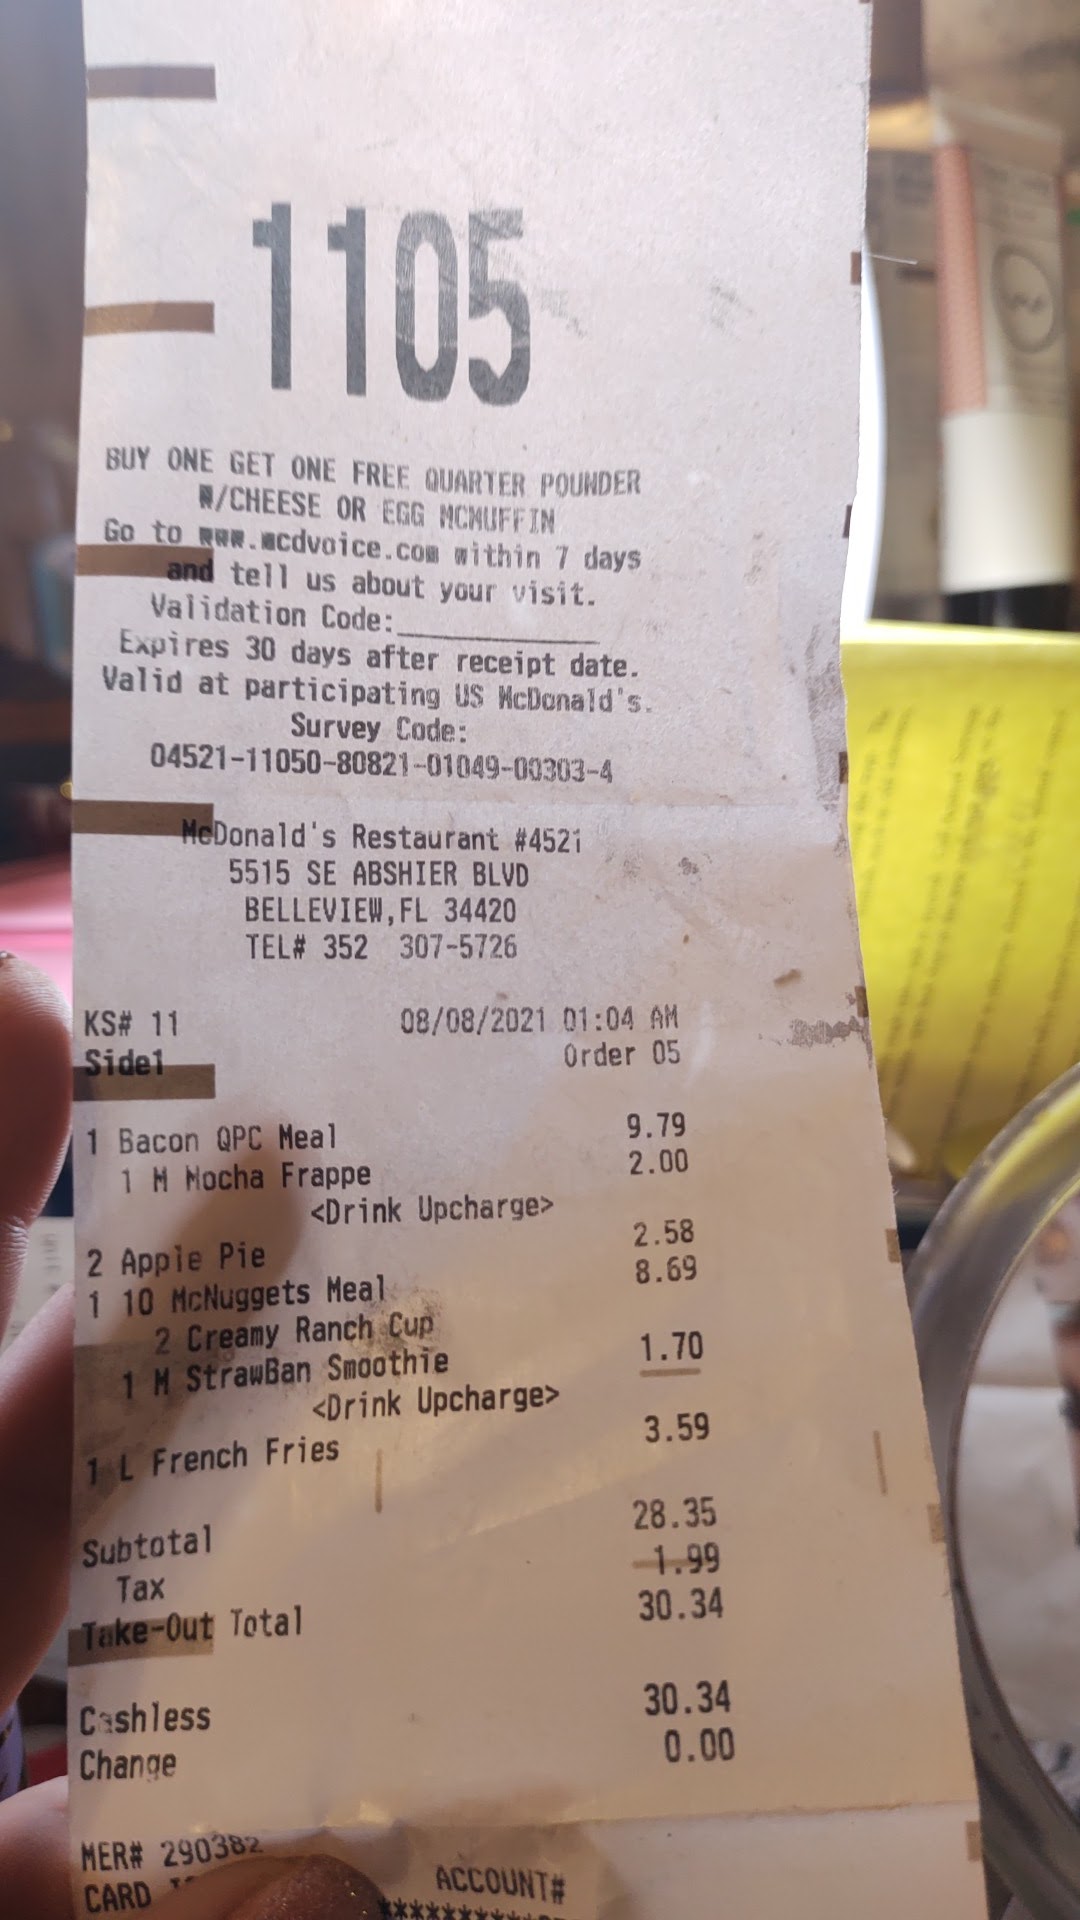 1105
BUY ONE GET ONE FREE QUARTER POUNDER
W/CHEESE OR EGG MCMUFFIN
Go to www.mcdvoice.com within 7 days
and tell us about your visit.
Validation Code:____________
Expires 30 days after receipt date.
Valid at participating US McDonald's.
Survey Code:
04521-11050-80821-01049-00303-4
McDonald's Restaurant #4521
5515 SE ABSHIER BLVD
BELLEVIEW,FL 34420
TEL# 352 307-5726
KS# 11 08/08/2021 01:04 AM
Side1 Order 05
1 Bacon QPC Meal 9.79
1 M Mocha Frappe 2.00
<Drink Upcharge>
2 Apple Pie 2.58
1 10 McNuggets Meal 8.69
2 Creamy Ranch Cup
1 M StrawBan Smoothie 1.70
<Drink Upcharge>
1 L French Fries 3.59
Subtotal 28.35
Tax 1.99
Take-Out Total 30.34
Cashless 30.34
Change 0.00
MER# 290382
CARD ACCOUNT#